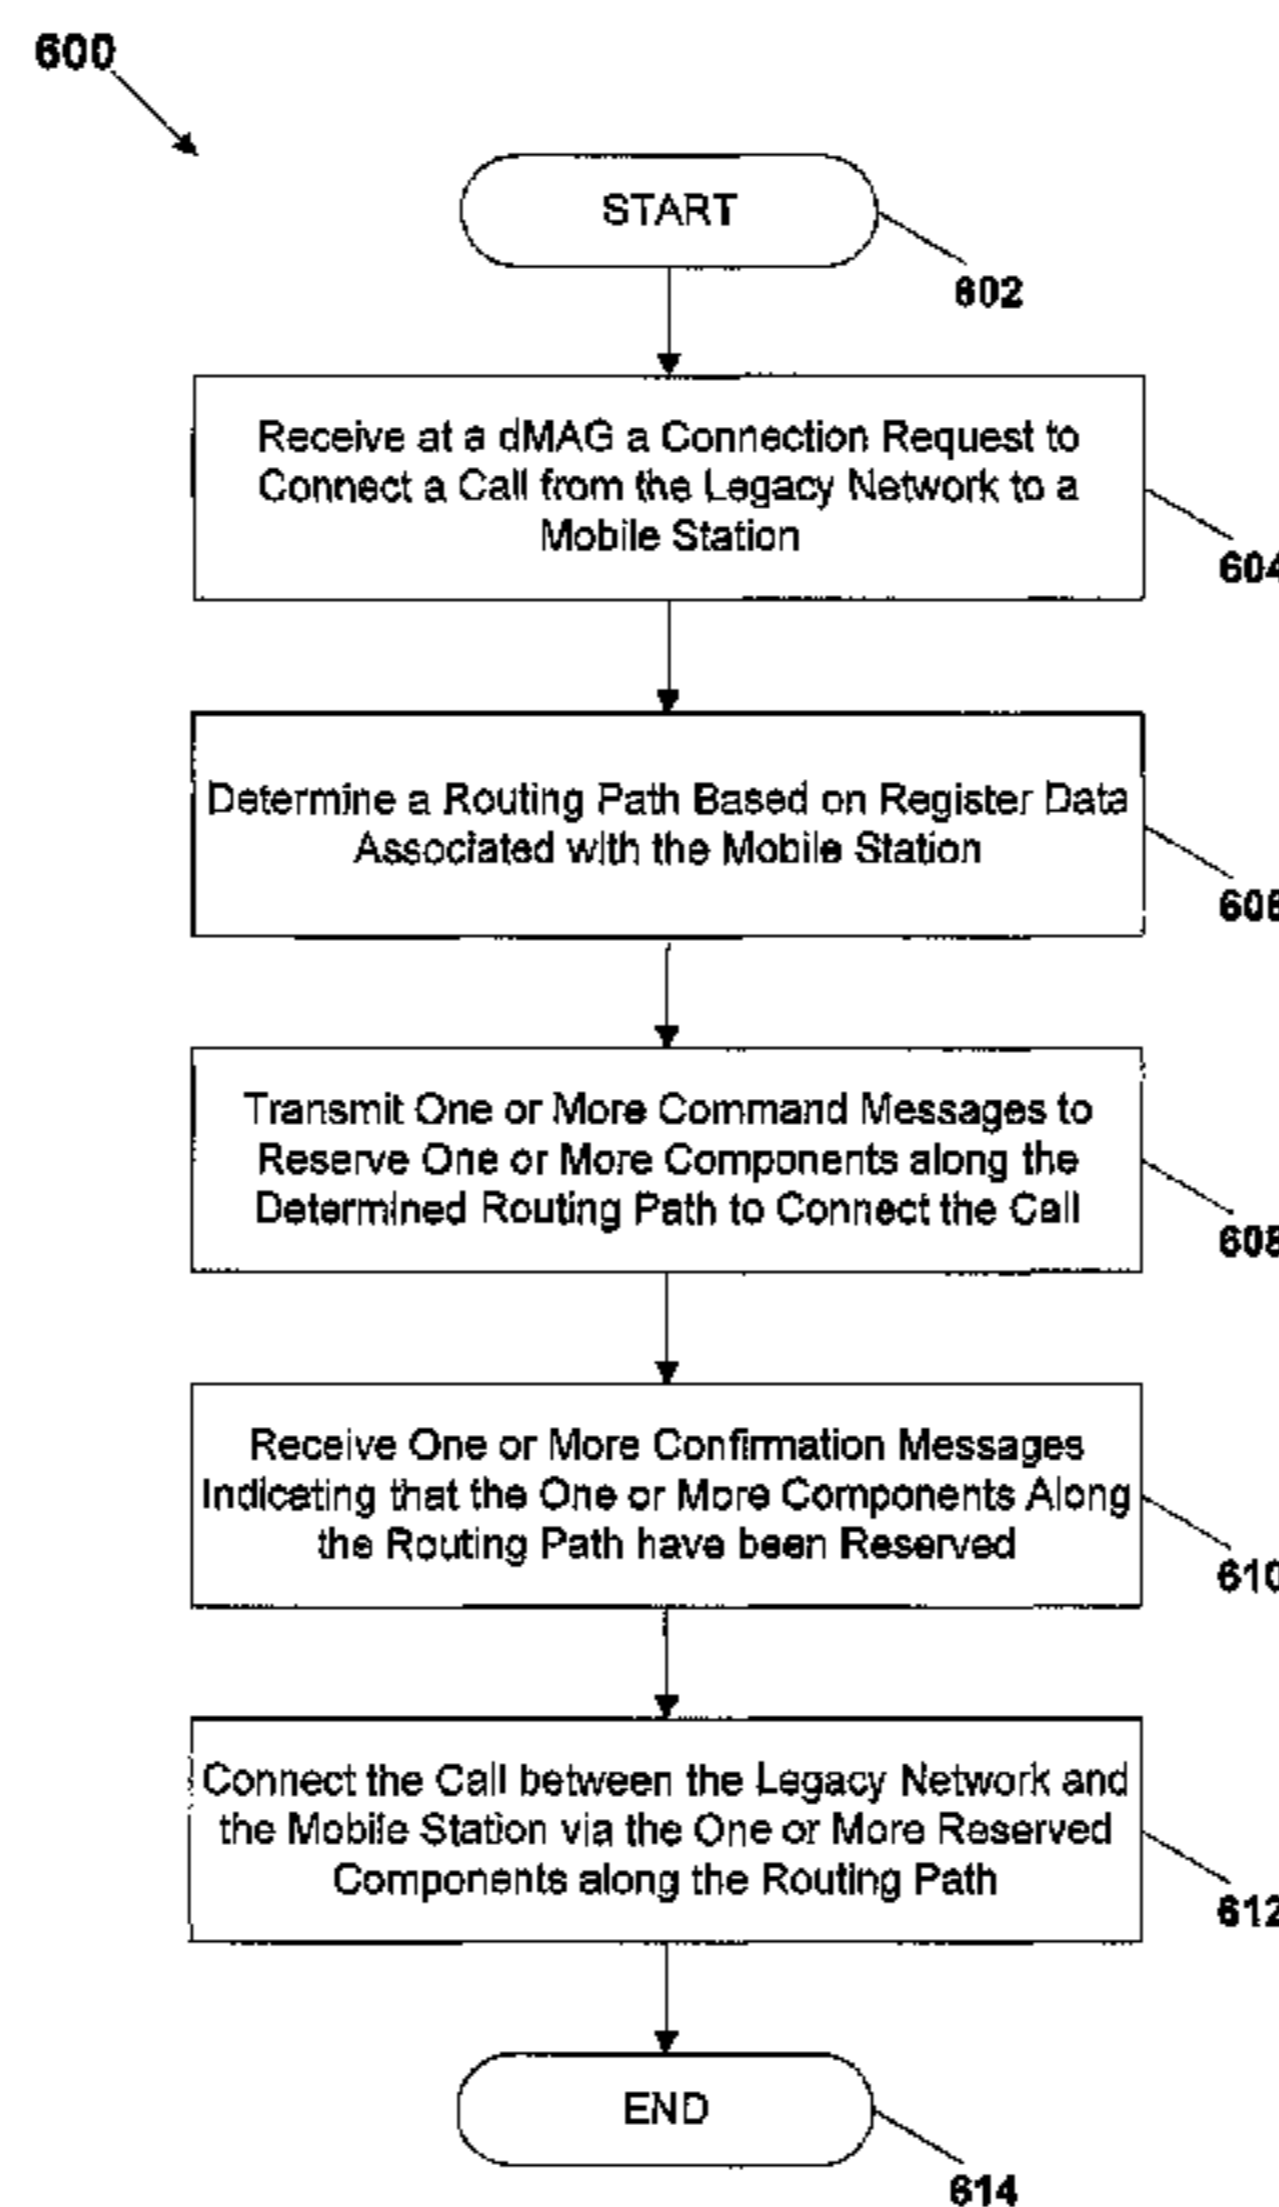 600
START
602
Receive at a dMAG a Connection Request to
Connect a Call from the Legacy Network to a
Mobile Station
604
Determine a Routing Path Based on Register Data
Associated with the Mobile Station
606
Transmit One or More Command Messages to
Reserve One or More Components along the
Determined Routing Path to Connect the Call
608
Receive One or More Confirmation Messages
Indicating that the One or More Components Along
the Routing Path have been Reserved
610
Connect the Call between the Legacy Network and
the Mobile Station via the One or More Reserved
Components along the Routing Path
612
END
614